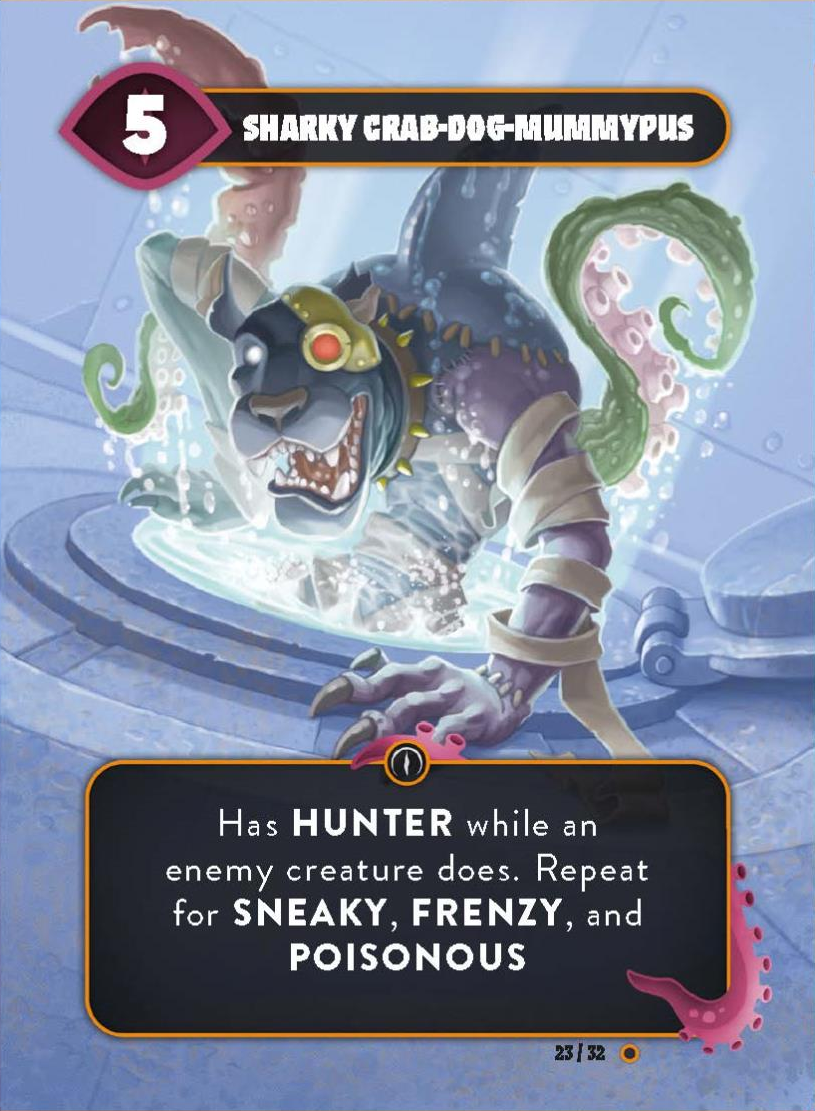 5
SHARKY CRAB-DOG-MUMMYPUS
Has HUNTER while an
enemy creature does. Repeat
for SNEAKY, FRENZY, and
POISONOUS
23/32